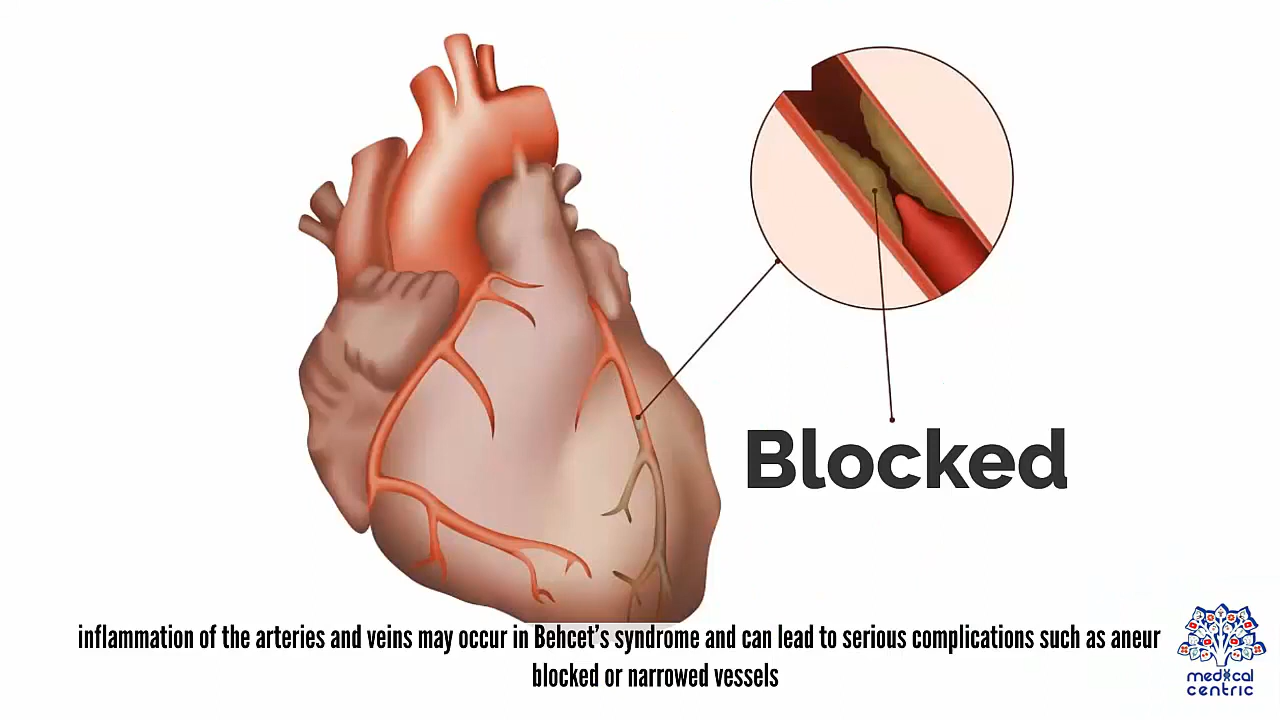 Blocked
inflammation of the arteries and veins may occur in Behcet's syndrome and can lead to serious complications such as aneur
blocked or narrowed vessels
medical
centric